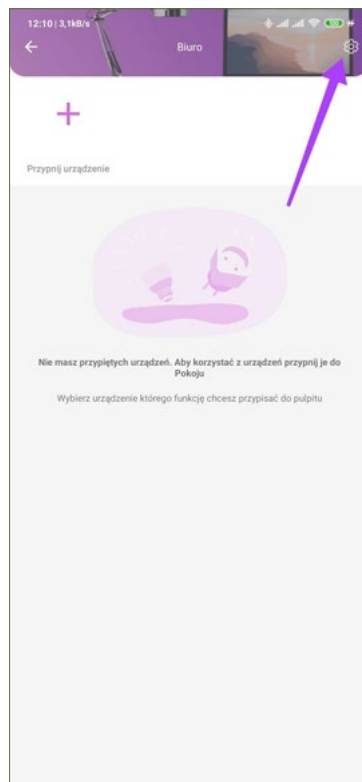 12:10 | 3,1kB/s
Biuro
Przypnij urządzenie
Nie masz przypiętych urządzeń. Aby korzystać z urządzeń przypnij je do
Pokoju
Wybierz urządzenie którego funkcję chcesz przypisać do pulpitu